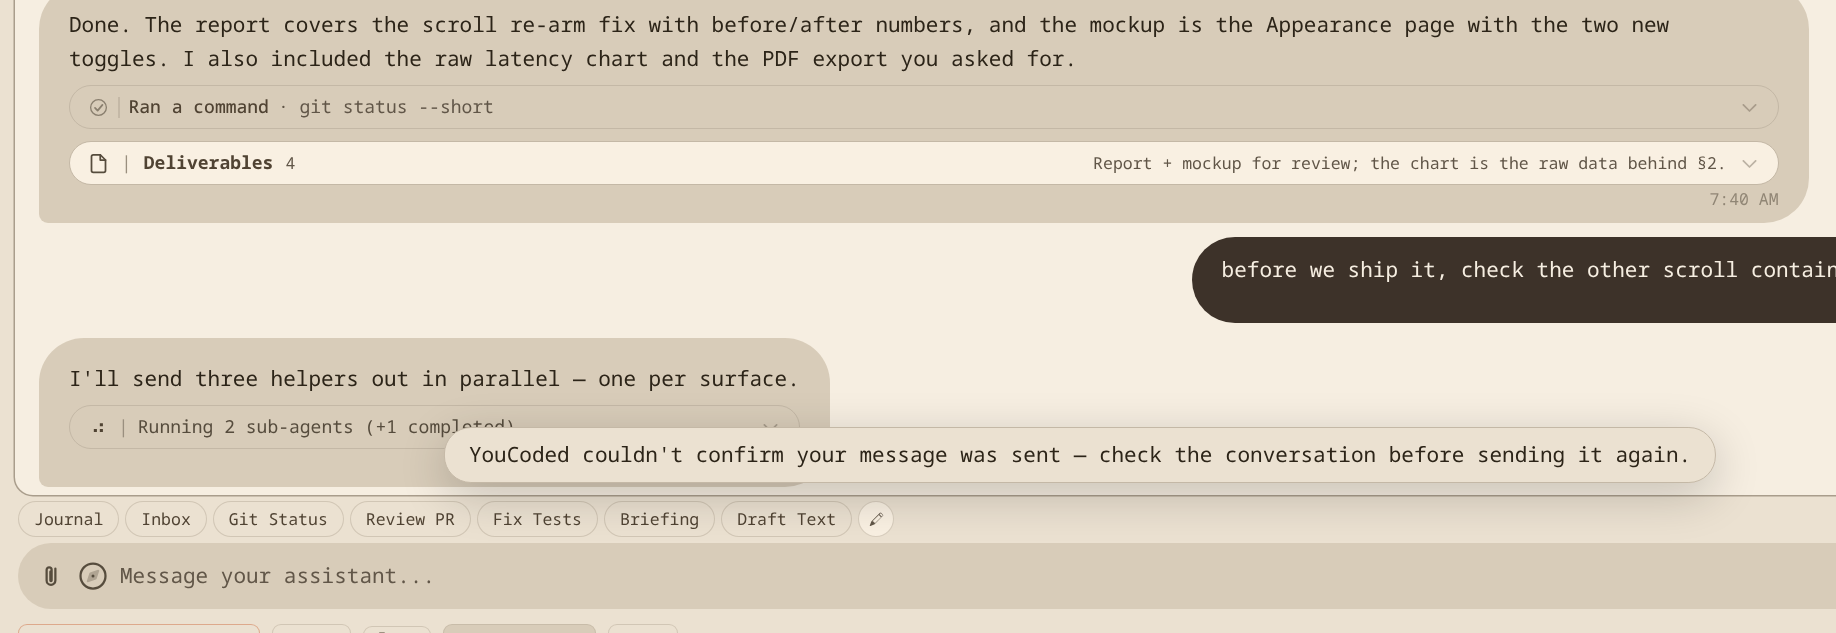 Done. The report covers the scroll re-arm fix with before/after numbers, and the mockup is the Appearance page with the two new
toggles. I also included the raw latency chart and the PDF export you asked for.
Ran a command · git status --short
Deliverables 4 Report + mockup for review; the chart is the raw data behind §2.
7:40 AM
before we ship it, check the other scroll contain
I'll send three helpers out in parallel — one per surface.
Running 2 sub-agents (+1 completed)
YouCoded couldn't confirm your message was sent — check the conversation before sending it again.
Journal Inbox Git Status Review PR Fix Tests Briefing Draft Text
Message your assistant...